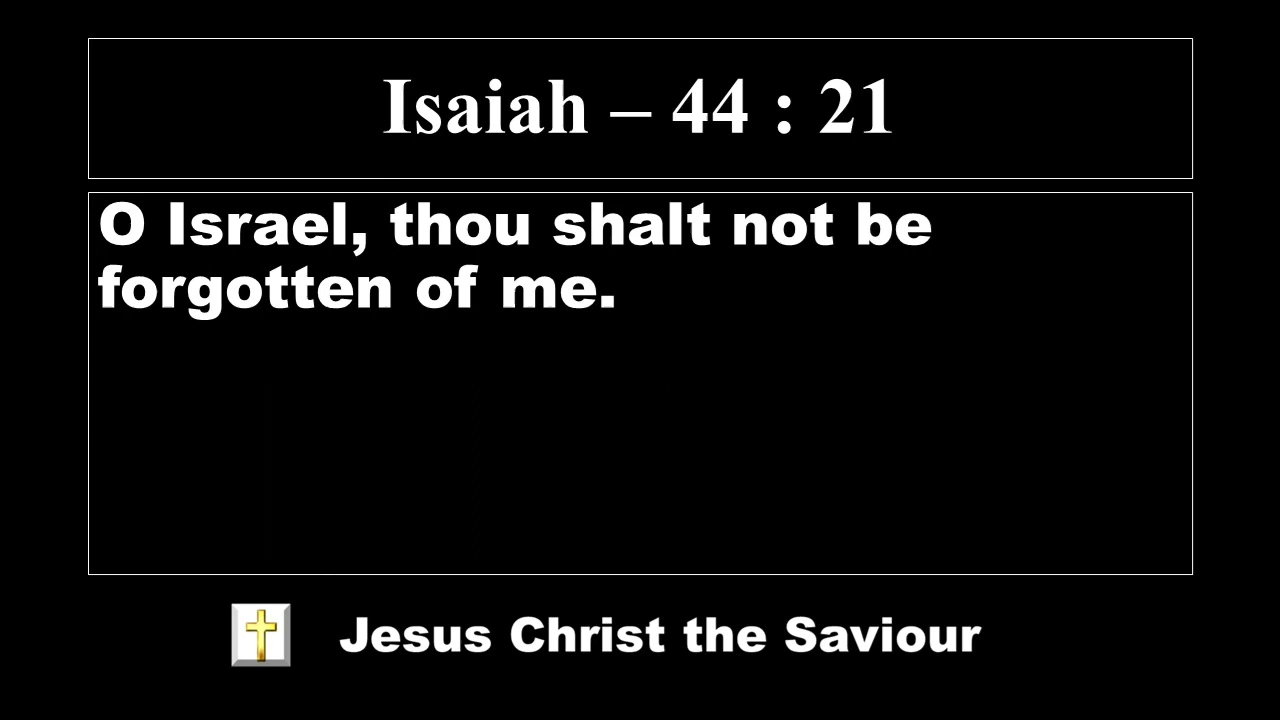 Isaiah – 44 : 21
O Israel, thou shalt not be
forgotten of me.
Jesus Christ the Saviour